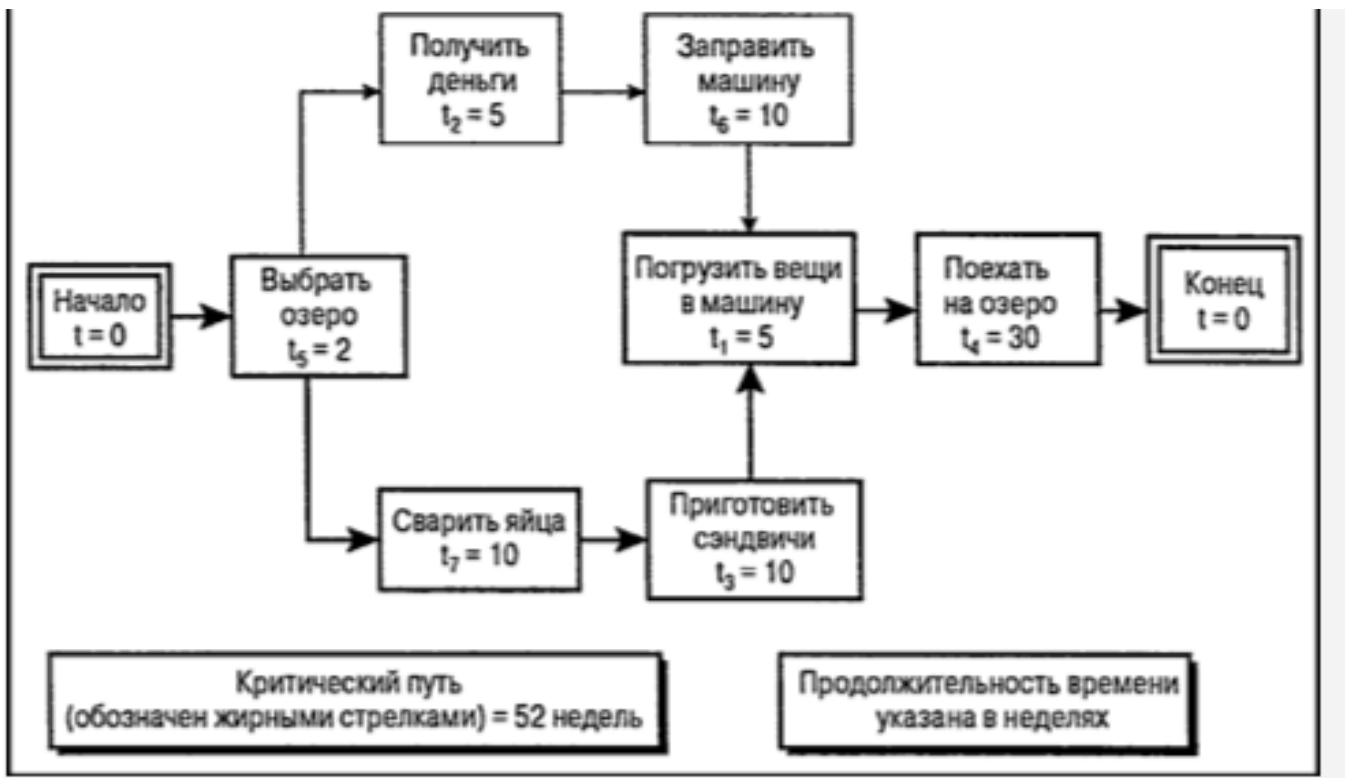 Получить
деньги
t₂ = 5
Заправить
машину
t₆ = 10
Начало
t = 0
Выбрать
озеро
t₅ = 2
Погрузить вещи
в машину
t₁ = 5
Поехать
на озеро
t₄ = 30
Конец
t = 0
Сварить яйца
t₇ = 10
Приготовить
сэндвичи
t₃ = 10
Критический путь
(обозначен жирными стрелками) = 52 недель
Продолжительность времени
указана в неделях